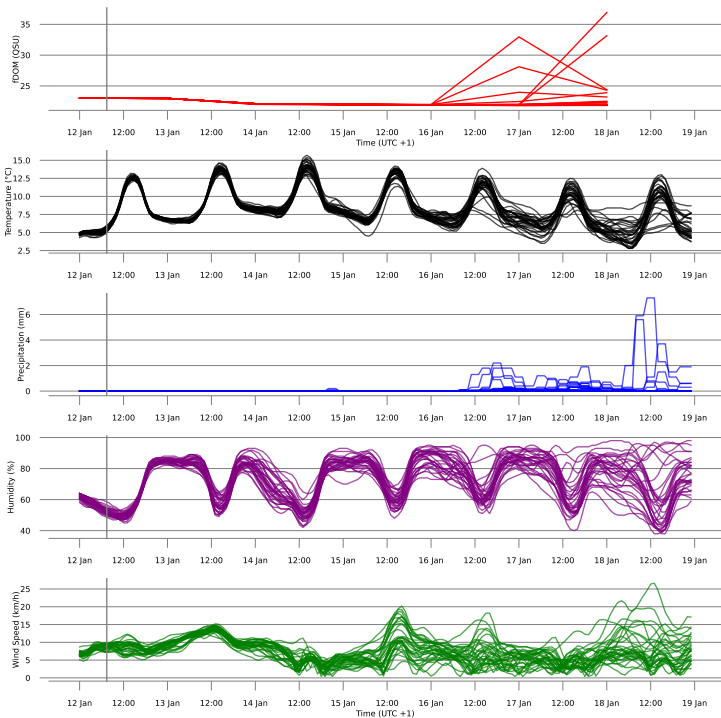 fDOM (QSU)
35
30
25
12 Jan 12:00 13 Jan 12:00 14 Jan 12:00 15 Jan 12:00 16 Jan 12:00 17 Jan 12:00 18 Jan 12:00 19 Jan
Time (UTC +1)
Temperature (°C)
15.0
12.5
10.0
7.5
5.0
2.5
12 Jan 12:00 13 Jan 12:00 14 Jan 12:00 15 Jan 12:00 16 Jan 12:00 17 Jan 12:00 18 Jan 12:00 19 Jan
Precipitation (mm)
6
4
2
0
12 Jan 12:00 13 Jan 12:00 14 Jan 12:00 15 Jan 12:00 16 Jan 12:00 17 Jan 12:00 18 Jan 12:00 19 Jan
Humidity (%)
100
80
60
40
12 Jan 12:00 13 Jan 12:00 14 Jan 12:00 15 Jan 12:00 16 Jan 12:00 17 Jan 12:00 18 Jan 12:00 19 Jan
Wind Speed (km/h)
25
20
15
10
5
0
12 Jan 12:00 13 Jan 12:00 14 Jan 12:00 15 Jan 12:00 16 Jan 12:00 17 Jan 12:00 18 Jan 12:00 19 Jan
Time (UTC +1)